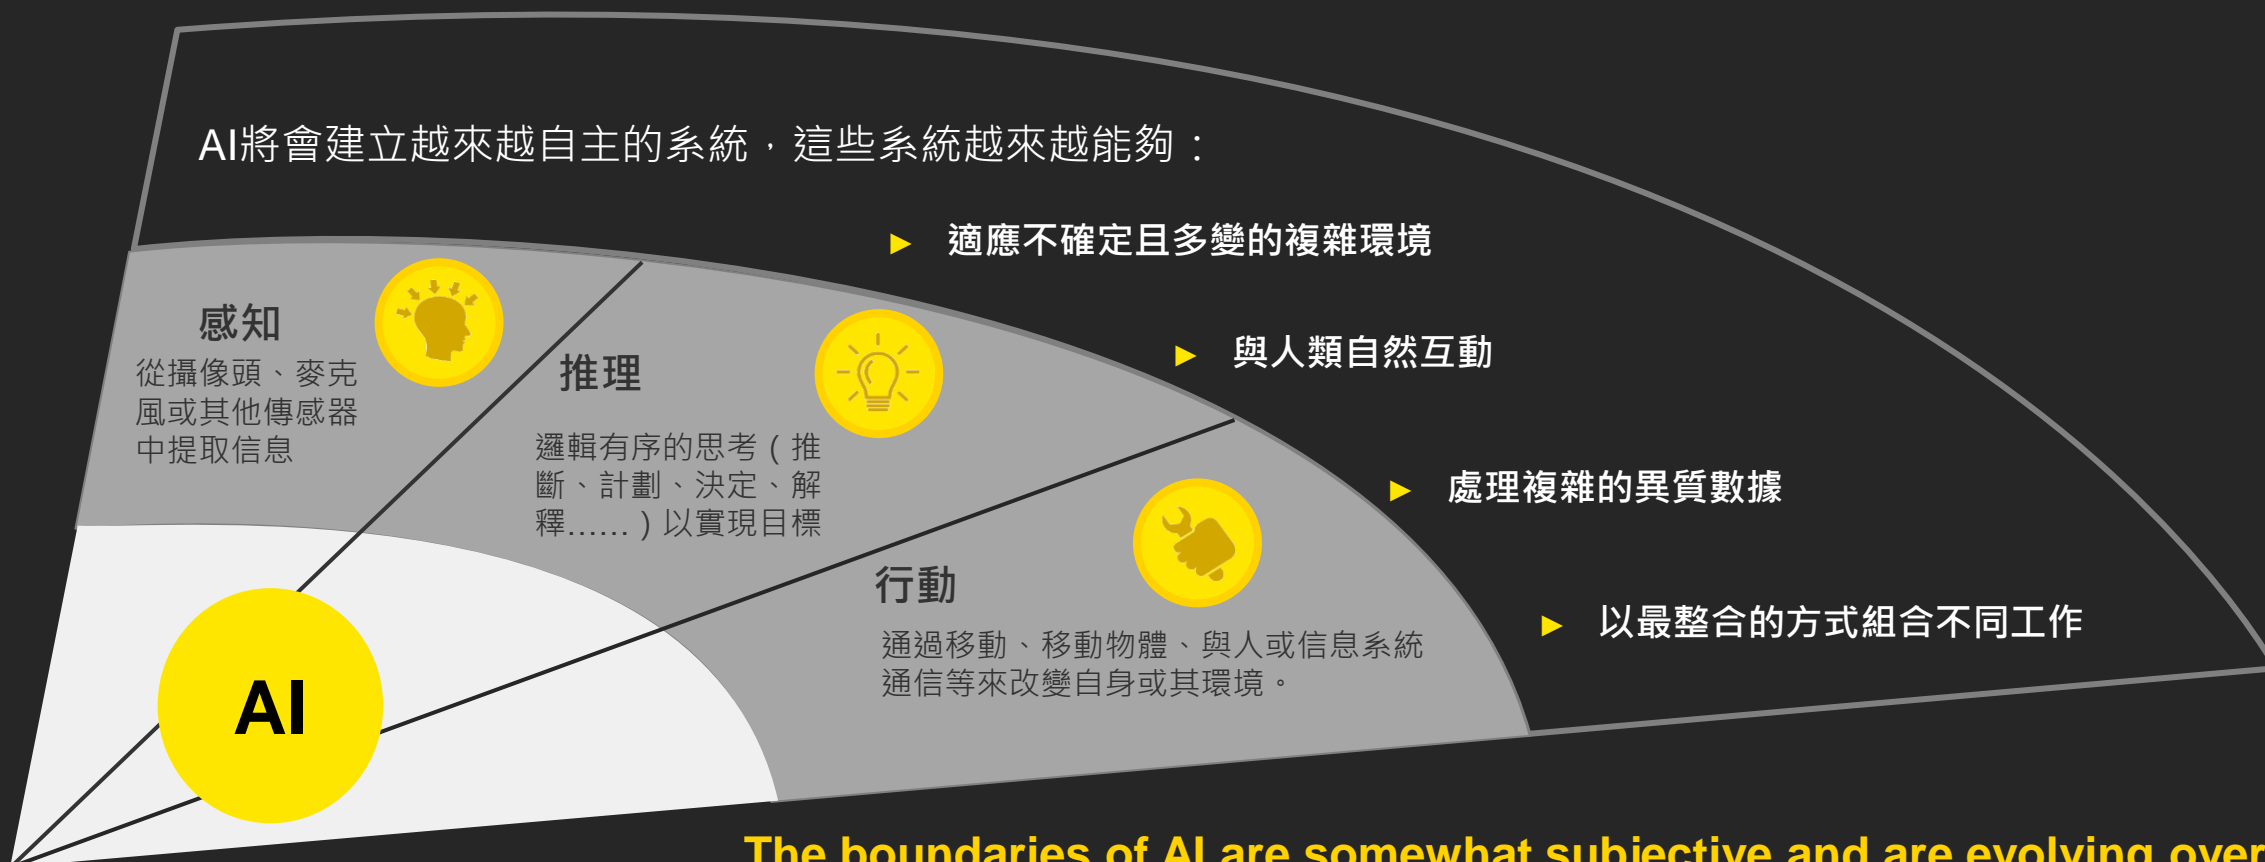 AI將會建立越來越自主的系統，這些系統越來越能夠：
► 適應不確定且多變的複雜環境
► 與人類自然互動
► 處理複雜的異質數據
► 以最整合的方式組合不同工作
感知
從攝像頭、麥克
風或其他傳感器
中提取信息
推理
邏輯有序的思考（推
斷、計劃、決定、解
釋……）以實現目標
行動
通過移動、移動物體、與人或信息系統
通信等來改變自身或其環境。
AI
The boundaries of AI are somewhat subjective and are evolving over